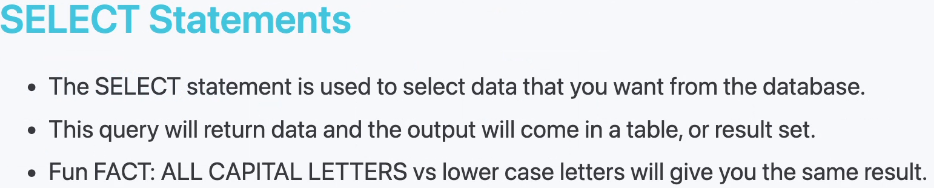 SELECT Statements
• The SELECT statement is used to select data that you want from the database.
• This query will return data and the output will come in a table, or result set.
• Fun FACT: ALL CAPITAL LETTERS vs lower case letters will give you the same result.